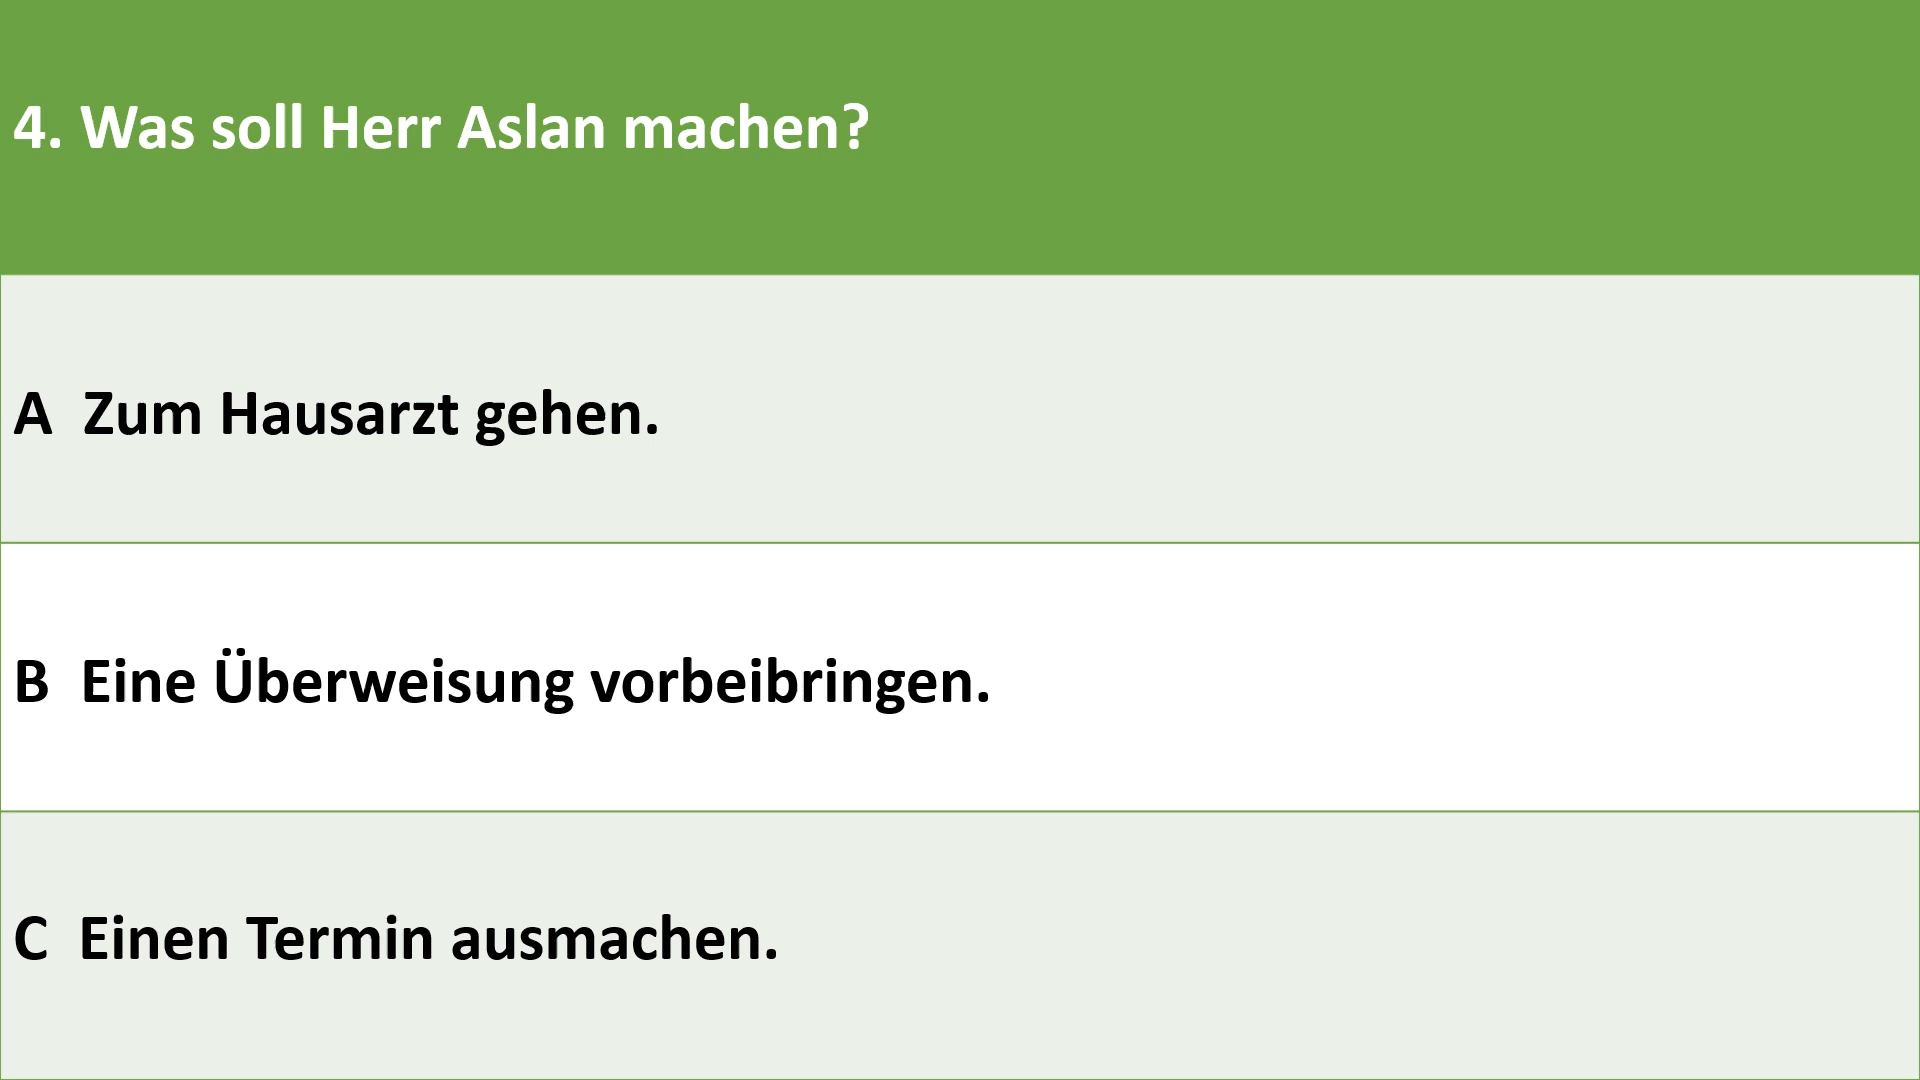 4. Was soll Herr Aslan machen?
A Zum Hausarzt gehen.
B Eine Überweisung vorbeibringen.
C Einen Termin ausmachen.